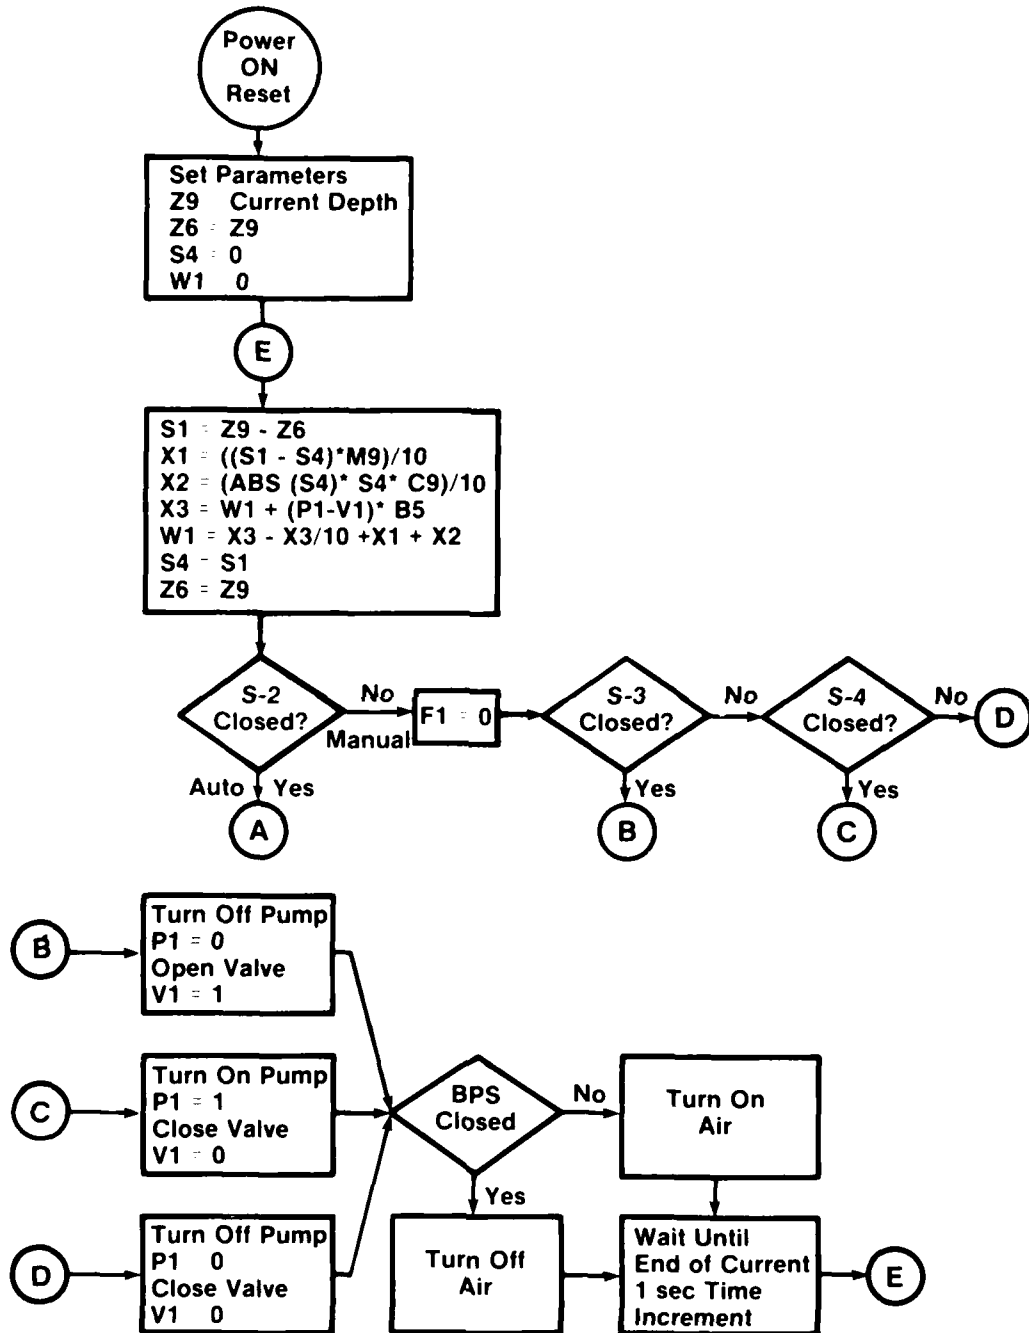 Power
ON
Reset
Set Parameters
Z9 Current Depth
Z6 = Z9
S4 = 0
W1 0
E
S1 = Z9 - Z6
X1 = ((S1 - S4)*M9)/10
X2 = (ABS (S4)* S4* C9)/10
X3 = W1 + (P1-V1)* B5
W1 = X3 - X3/10 +X1 + X2
S4 - S1
Z6 = Z9
S-2
Closed?
No
Manual
F1 = 0
S-3
Closed?
No
S-4
Closed?
No
D
Auto
Yes
A
Yes
B
Yes
C
B
Turn Off Pump
P1 = 0
Open Valve
V1 = 1
C
Turn On Pump
P1 = 1
Close Valve
V1 = 0
BPS
Closed
No
Turn On
Air
Yes
D
Turn Off Pump
P1 0
Close Valve
V1 0
Turn Off
Air
Wait Until
End of Current
1 sec Time
Increment
E